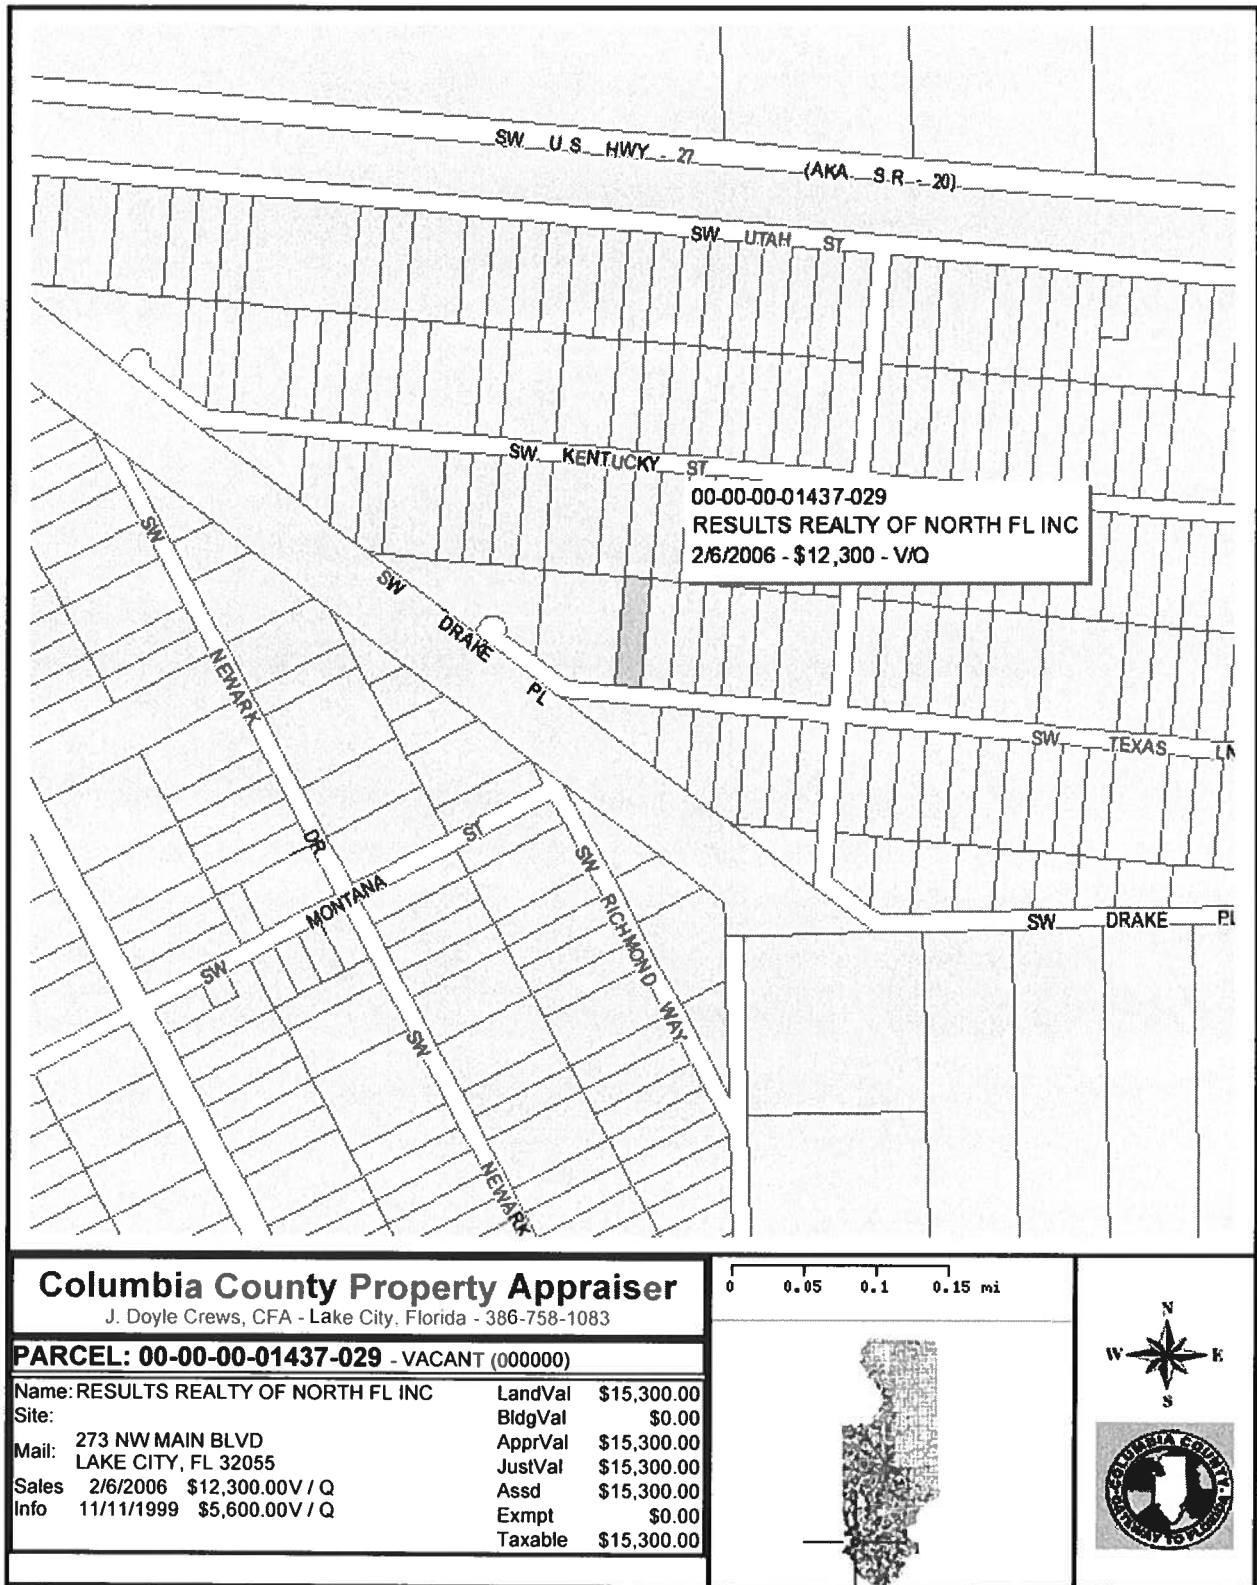 SW U.S. HWY - 27 (AKA S.R. - 20)
SW UTAH ST
SW KENTUCKY ST
00-00-00-01437-029
RESULTS REALTY OF NORTH FL INC
2/6/2006 - $12,300 - V/Q
SW DRAKE PL
SW NEWARK DR
SW TEXAS LN
SW MONTANA ST
SW RICHMOND WAY
SW DRAKE PL
SW NEWARK
Columbia County Property Appraiser
J. Doyle Crews, CFA - Lake City, Florida - 386-758-1083
PARCEL: 00-00-00-01437-029 - VACANT (000000)
Name: RESULTS REALTY OF NORTH FL INC
Site:
Mail: 273 NW MAIN BLVD
LAKE CITY, FL 32055
Sales 2/6/2006 $12,300.00V / Q
Info 11/11/1999 $5,600.00V / Q
LandVal $15,300.00
BldgVal $0.00
ApprVal $15,300.00
JustVal $15,300.00
Assd $15,300.00
Exmpt $0.00
Taxable $15,300.00
0 0.05 0.1 0.15 mi
N
W E
S
COLUMBIA COUNTY
GATEWAY TO FLORIDA